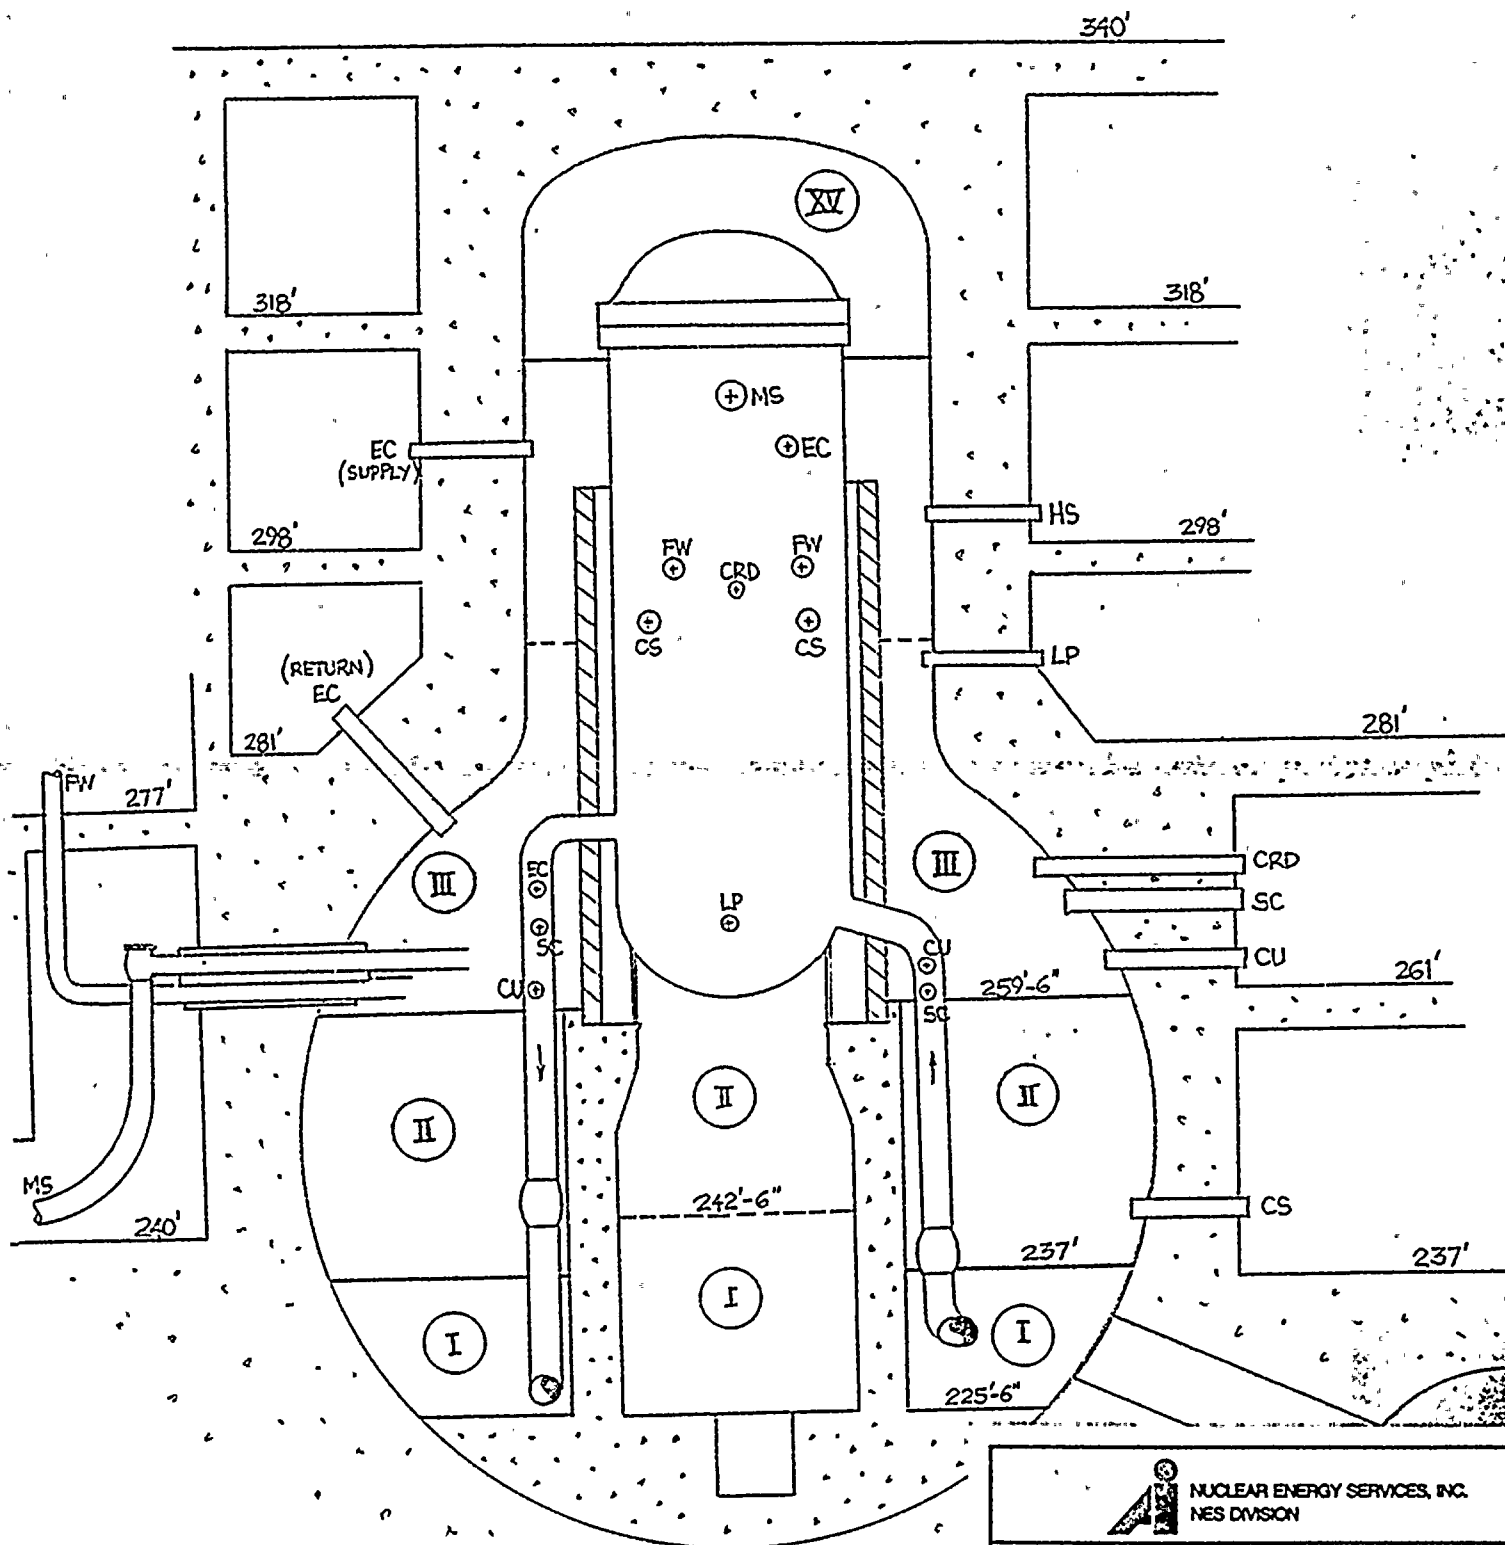 340'
XV
318'
318'
MS
EC
(SUPPLY)
EC
HS
298'
298'
FW
FW
CRD
CS
CS
(RETURN)
EC
LP
281'
281'
FW
277'
III
III
EC
LP
SC
CU
CRD
SC
CU
CU
SC
259'-6"
261'
II
II
II
MS
240'
242'-6"
CS
237'
237'
I
I
I
225'-6"
NUCLEAR ENERGY SERVICES, INC.
NES DIVISION